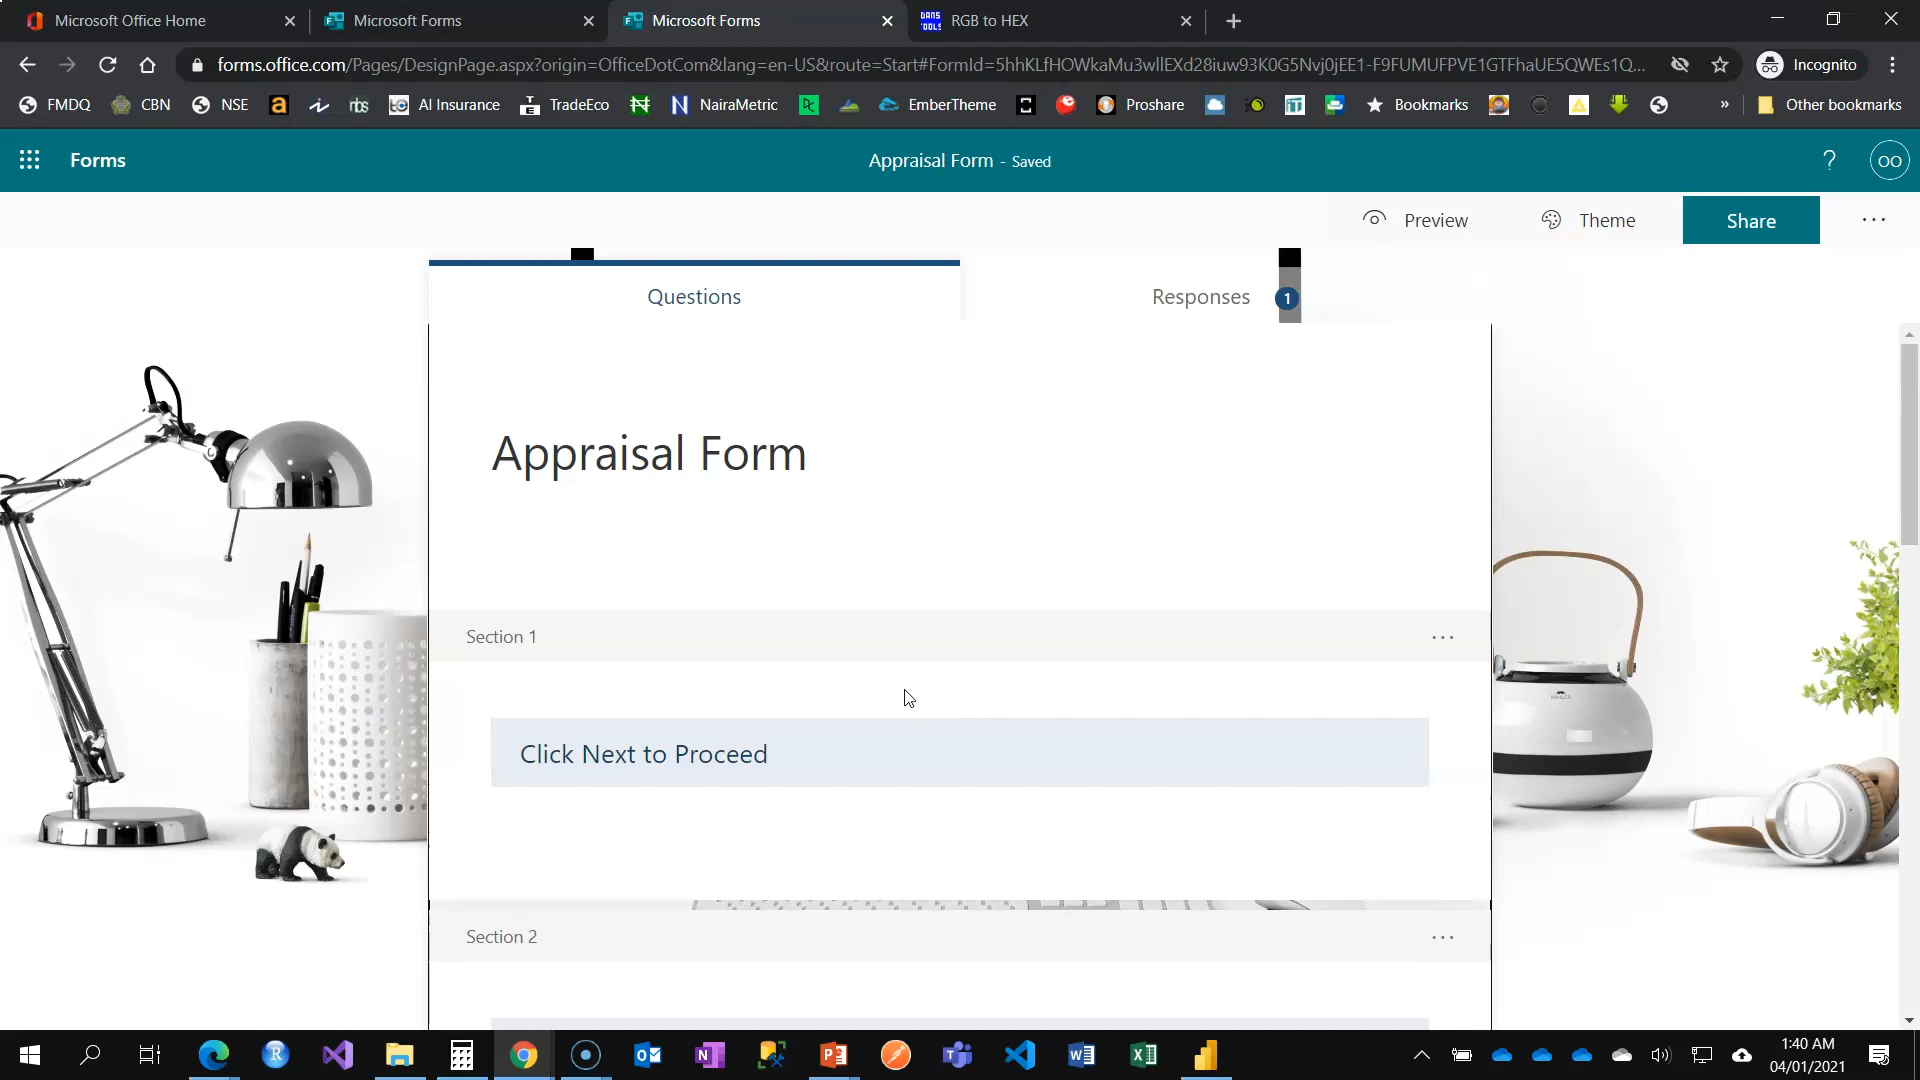 Microsoft Office Home
Microsoft Forms
Microsoft Forms
RGB to HEX
forms.office.com/Pages/DesignPage.aspx?origin=OfficeDotCom&lang=en-US&route=Start#FormId=5hhKLfHOWkaMu3wllEXd28iuw93K0G5Nvj0jEE1-F9FUMUFPVE1GTFhaUE5QWEs1Q...
Incognito
FMDQ
CBN
NSE
AI Insurance
TradeEco
NairaMetric
EmberTheme
Proshare
Bookmarks
Other bookmarks
Forms
Appraisal Form - Saved
?
OO
Preview
Theme
Share
Questions
Responses
1
Appraisal Form
Section 1
Click Next to Proceed
Section 2
1:40 AM
04/01/2021